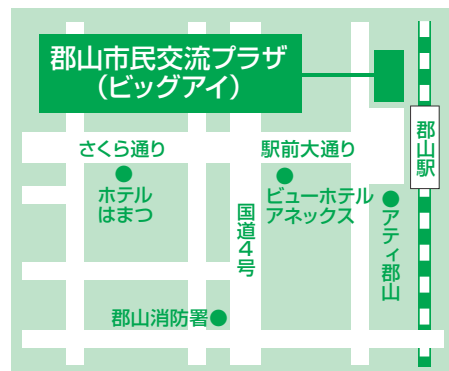 郡山市民交流プラザ
（ビッグアイ）
郡山駅
さくら通り
駅前大通り
ホテル
はまつ
ビューホテル
アネックス
国道4号
アティ郡山
郡山消防署